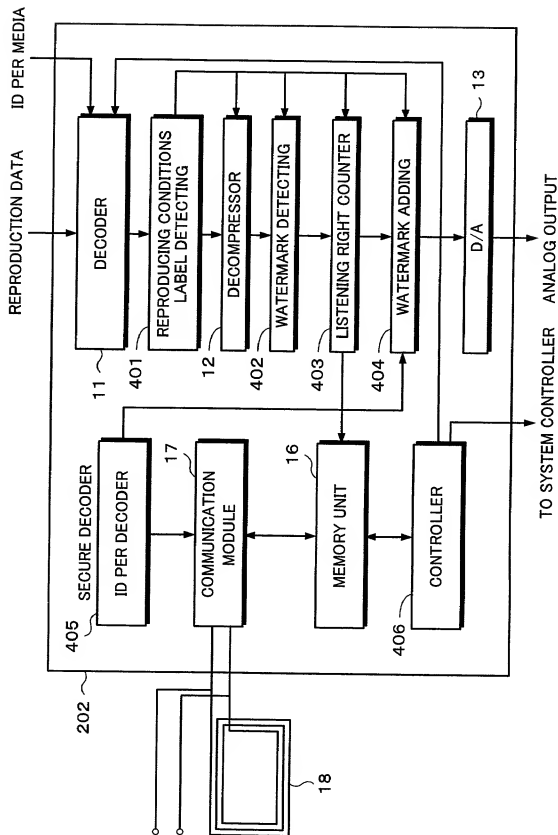 REPRODUCTION DATA
ID PER MEDIA
202
SECURE DECODER
11
DECODER
401
REPRODUCING CONDITIONS
LABEL DETECTING
12
DECOMPRESSOR
402
WATERMARK DETECTING
403
LISTENING RIGHT COUNTER
404
WATERMARK ADDING
13
D/A
405
ID PER DECODER
17
COMMUNICATION
MODULE
16
MEMORY UNIT
406
CONTROLLER
18
TO SYSTEM CONTROLLER
ANALOG OUTPUT